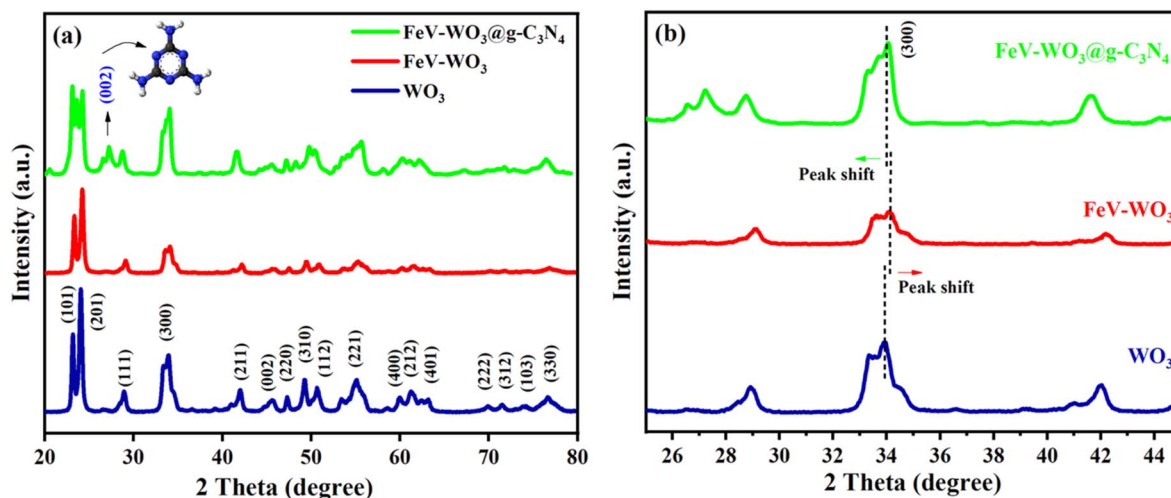 (a)
FeV-WO₃@g-C₃N₄
FeV-WO₃
WO₃
(002)
(101)
(201)
(111)
(300)
(211)
(002)
(220)
(310)
(112)
(221)
(400)
(212)
(401)
(222)
(312)
(103)
(330)
Intensity (a.u.)
20 30 40 50 60 70 80
2 Theta (degree)
(b)
(300)
FeV-WO₃@g-C₃N₄
Peak shift
FeV-WO₃
Peak shift
WO₃
Intensity (a.u.)
26 28 30 32 34 36 38 40 42 44
2 Theta (degree)